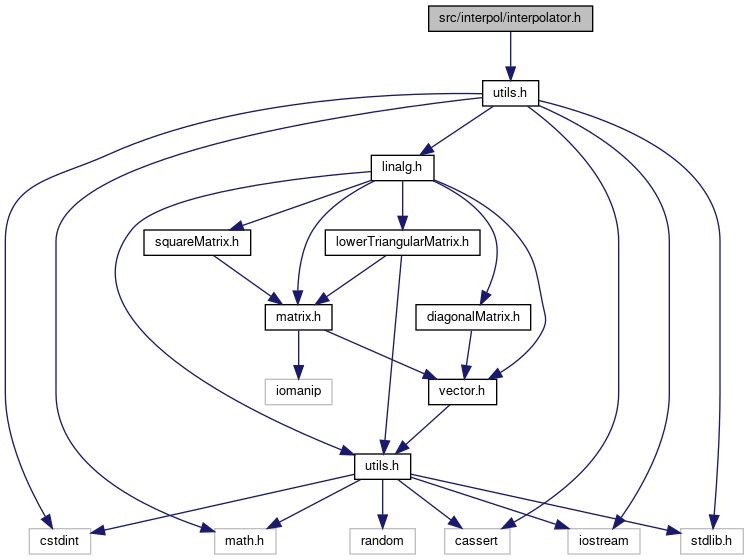 src/interpol/interpolator.h
utils.h
linalg.h
squareMatrix.h
lowerTriangularMatrix.h
matrix.h
diagonalMatrix.h
iomanip
vector.h
utils.h
cstdint
math.h
random
cassert
iostream
stdlib.h